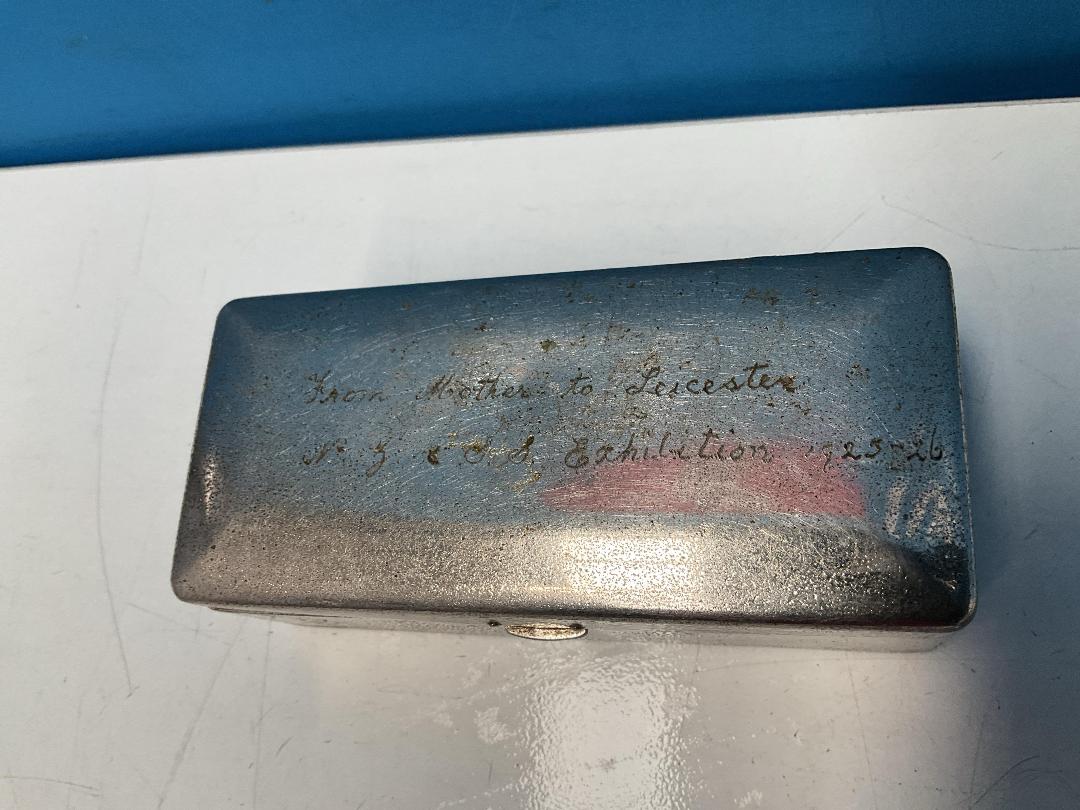 From Mother to Leicester
N. Z & S.S. Exhibition 1925-26